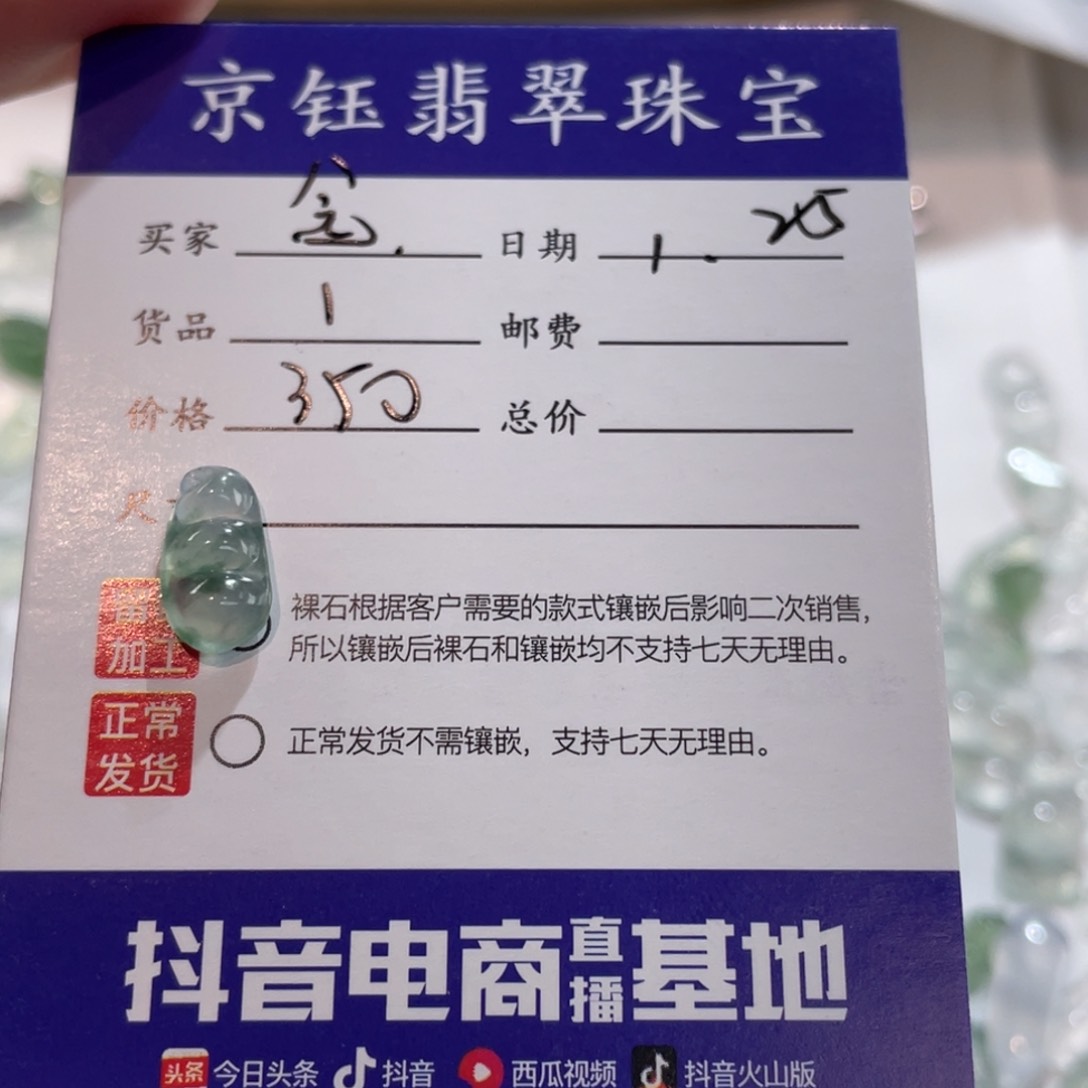 京钰翡翠珠宝
买家 日期 1.25
货品 1 邮费
价格 350 总价
尺
加工 裸石根据客户需要的款式镶嵌后影响二次销售，
所以镶嵌后裸石和镶嵌均不支持七天无理由。
正常
发货 正常发货不需镶嵌，支持七天无理由。
抖音电商直播基地
头条 今日头条 抖音 西瓜视频 抖音火山版